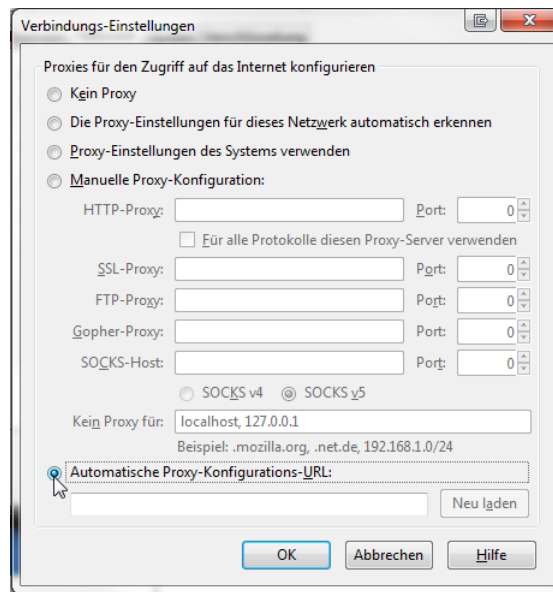 Verbindungs-Einstellungen
Proxies für den Zugriff auf das Internet konfigurieren
Kein Proxy
Die Proxy-Einstellungen für dieses Netzwerk automatisch erkennen
Proxy-Einstellungen des Systems verwenden
Manuelle Proxy-Konfiguration:
HTTP-Proxy: Port: 0
Für alle Protokolle diesen Proxy-Server verwenden
SSL-Proxy: Port: 0
FTP-Proxy: Port: 0
Gopher-Proxy: Port: 0
SOCKS-Host: Port: 0
SOCKS v4 SOCKS v5
Kein Proxy für: localhost, 127.0.0.1
Beispiel: .mozilla.org, .net.de, 192.168.1.0/24
Automatische Proxy-Konfigurations-URL:
Neu laden
OK Abbrechen Hilfe